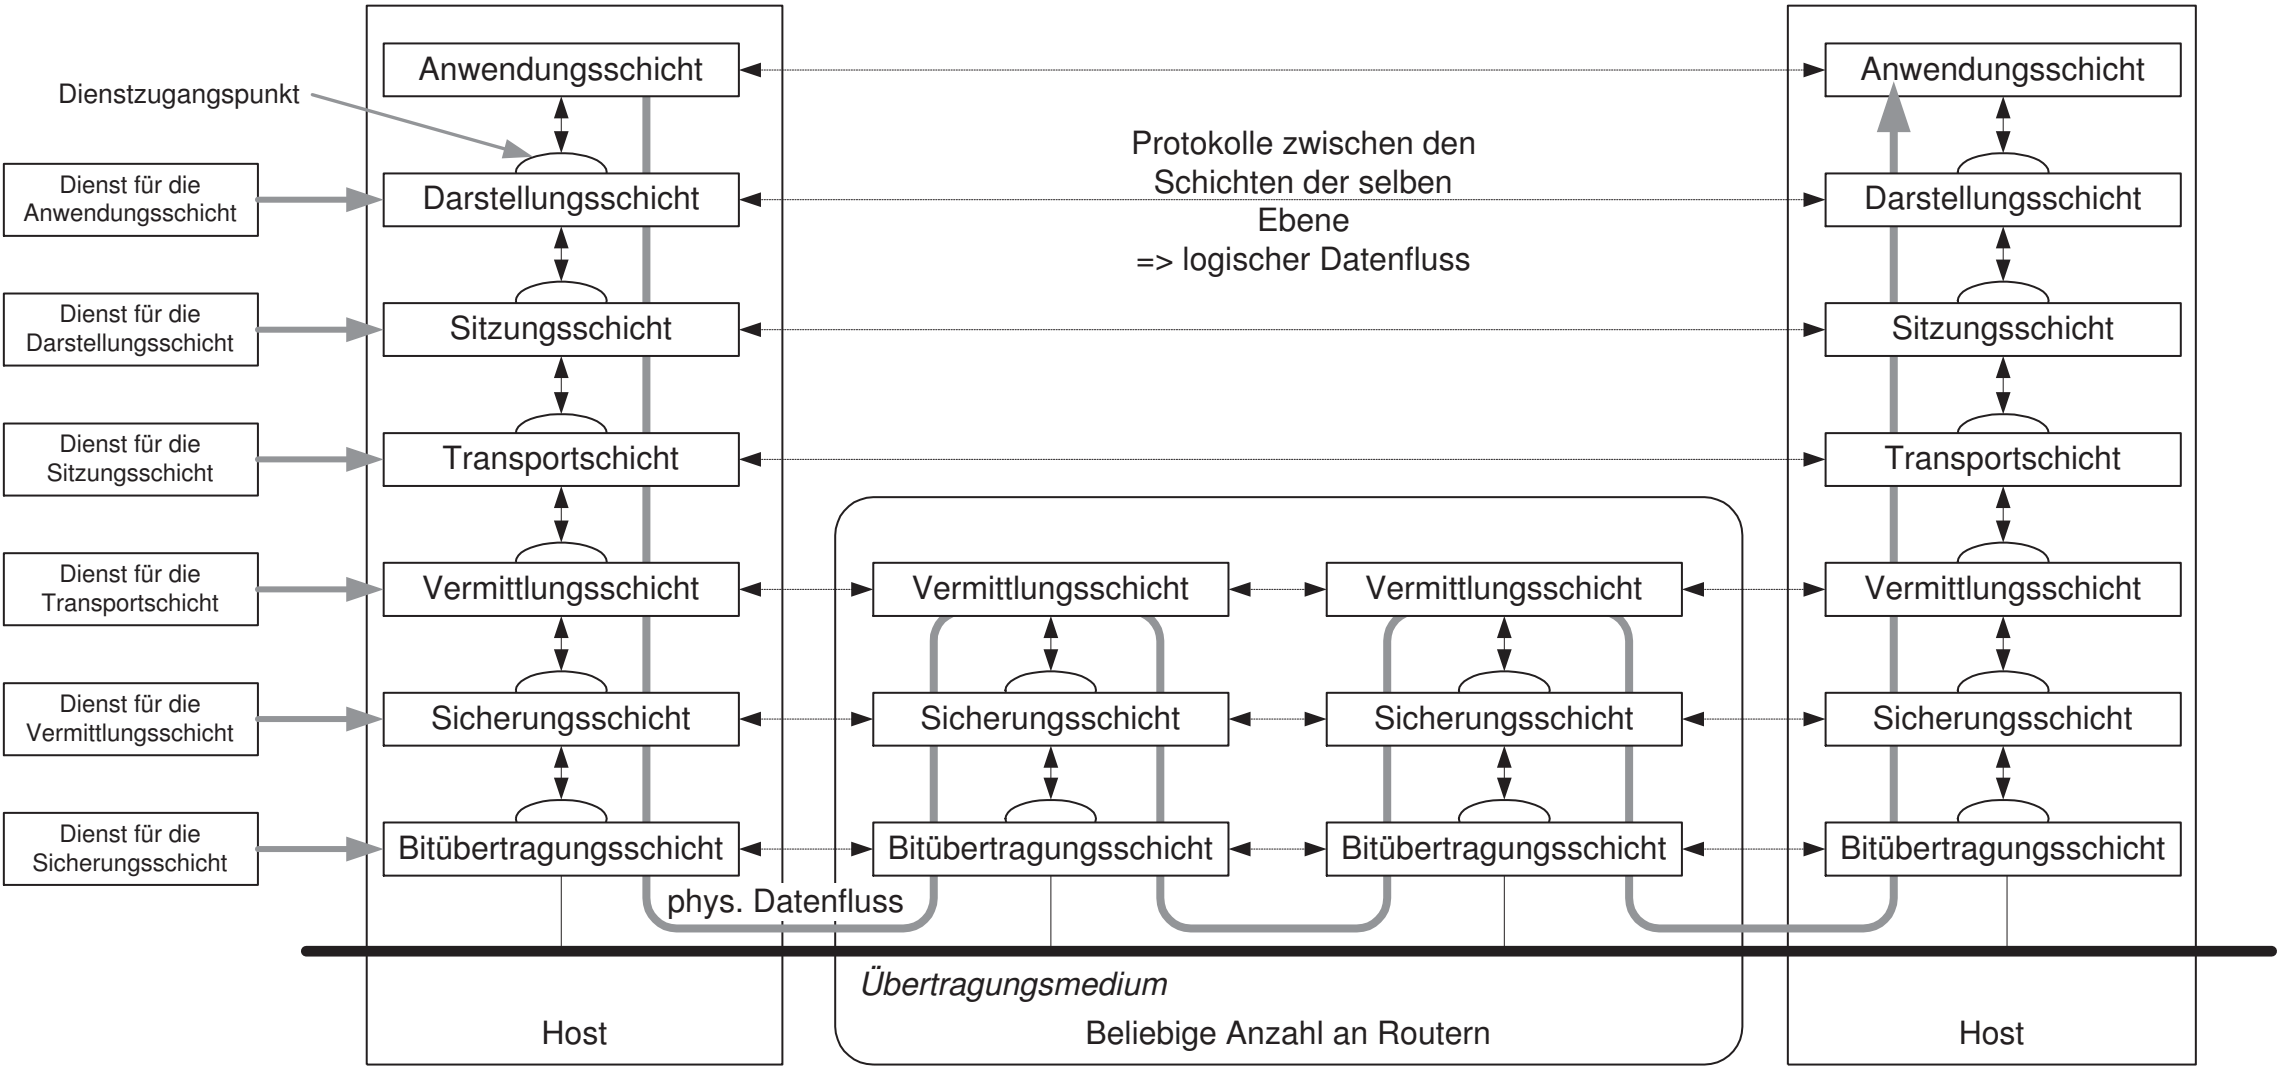 Anwendungsschicht
Anwendungsschicht
Dienstzugangspunkt
Protokolle zwischen den
Schichten der selben
Ebene
=> logischer Datenfluss
Dienst für die
Anwendungsschicht
Darstellungsschicht
Darstellungsschicht
Dienst für die
Darstellungsschicht
Sitzungsschicht
Sitzungsschicht
Dienst für die
Sitzungsschicht
Transportschicht
Transportschicht
Dienst für die
Transportschicht
Vermittlungsschicht
Vermittlungsschicht
Vermittlungsschicht
Vermittlungsschicht
Dienst für die
Vermittlungsschicht
Sicherungsschicht
Sicherungsschicht
Sicherungsschicht
Sicherungsschicht
Dienst für die
Sicherungsschicht
Bitübertragungsschicht
Bitübertragungsschicht
Bitübertragungsschicht
Bitübertragungsschicht
phys. Datenfluss
Übertragungsmedium
Host
Beliebige Anzahl an Routern
Host